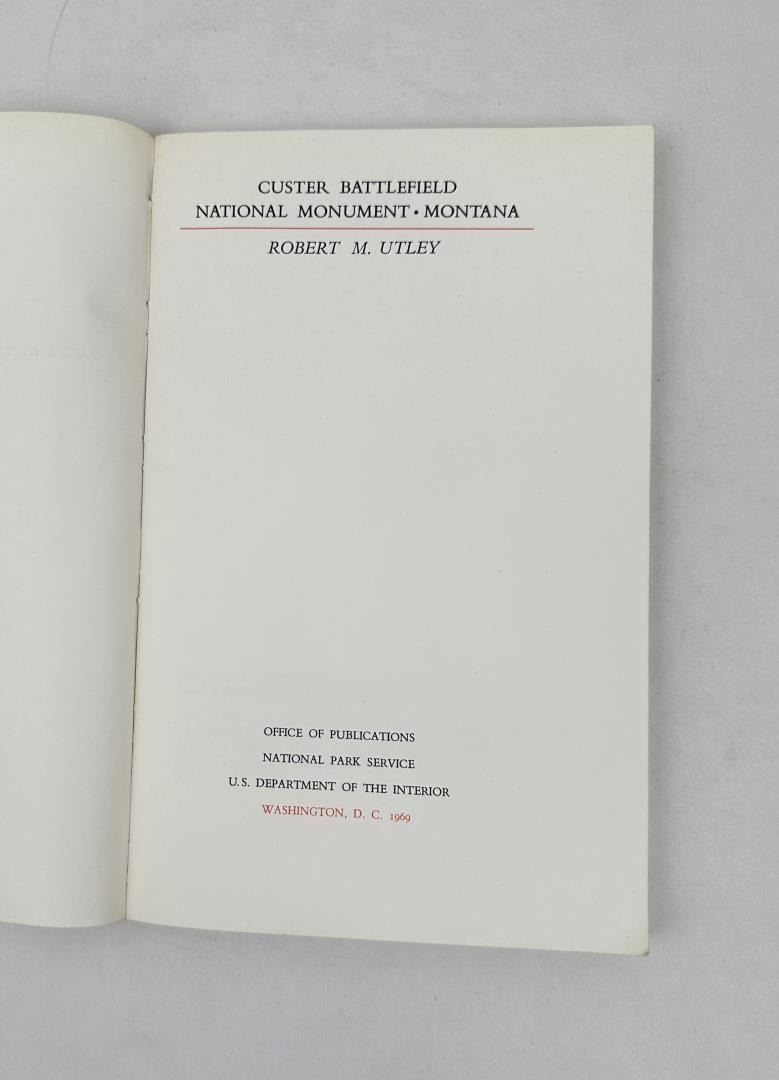 CUSTER BATTLEFIELD
NATIONAL MONUMENT • MONTANA
ROBERT M. UTLEY
OFFICE OF PUBLICATIONS
NATIONAL PARK SERVICE
U.S. DEPARTMENT OF THE INTERIOR
WASHINGTON, D. C. 1969